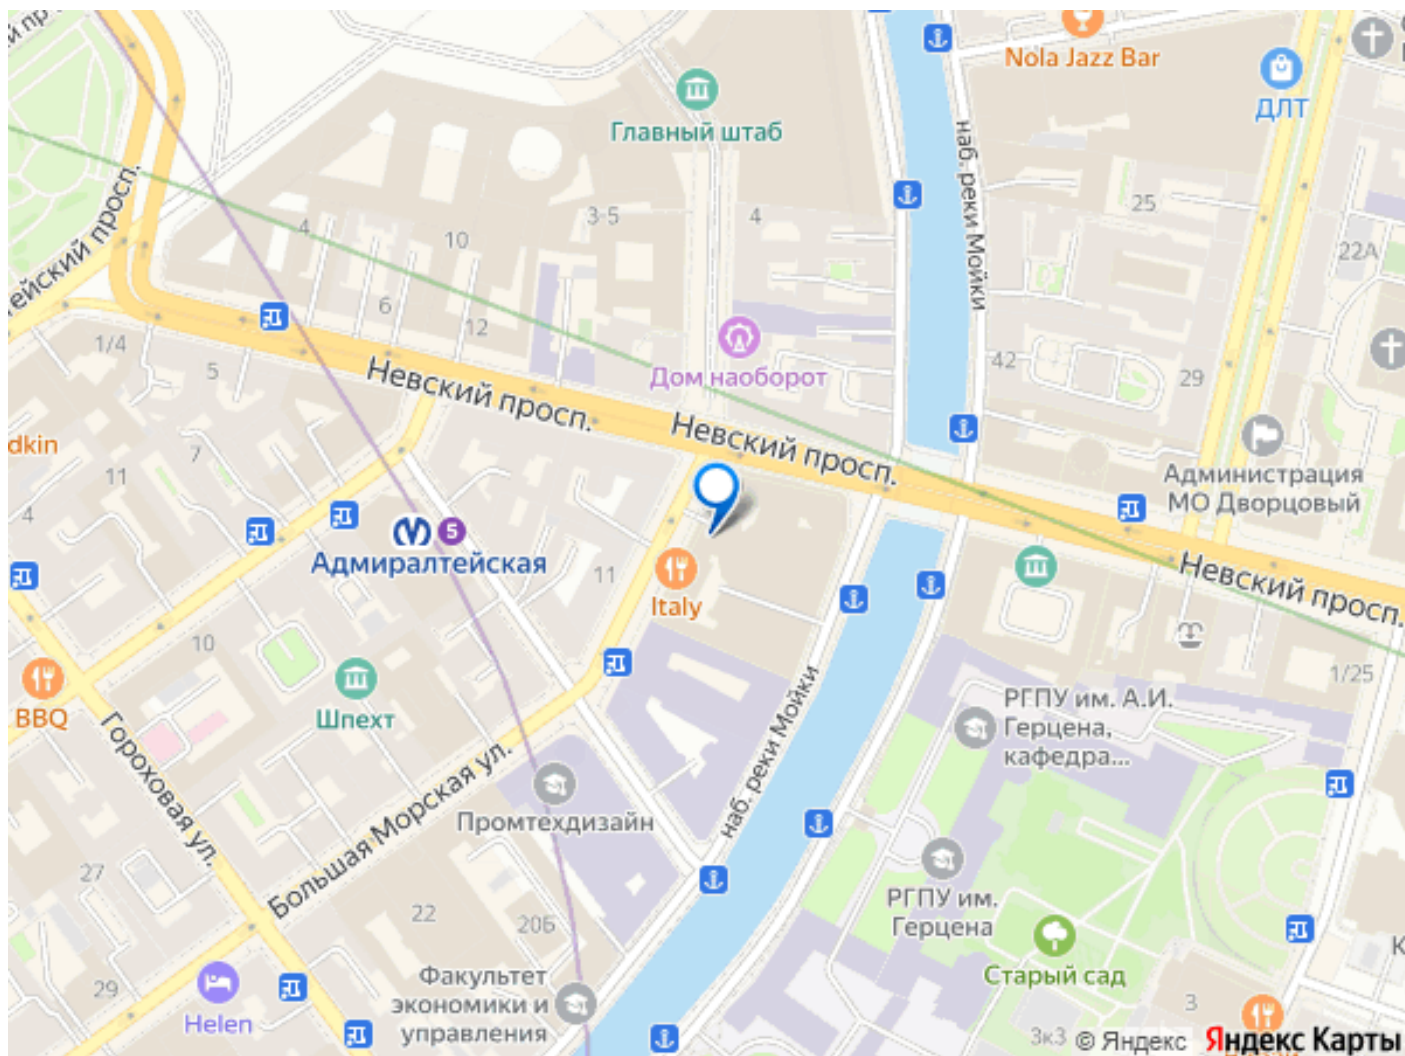 Nola Jazz Bar
ДЛТ
Главный штаб
наб. реки Мойки
25
22А
3-5
4
4
10
6
12
1/4
5
Невский просп.
Дом наоборот
42
29
Невский просп.
dkin
7
11
4
Администрация
МО Дворцовый
5
Адмиралтейская
11
Italy
Невский просп.
10
BBQ
Шпехт
Гороховая ул.
Большая Морская ул.
наб. реки Мойки
РГПУ им. А.И.
Герцена,
кафедра...
1/25
Промтехдизайн
27
22
20Б
РГПУ им.
Герцена
Старый сад
Факультет
экономики и
управления
29
Helen
3
3к3
© Яндекс Яндекс Карты